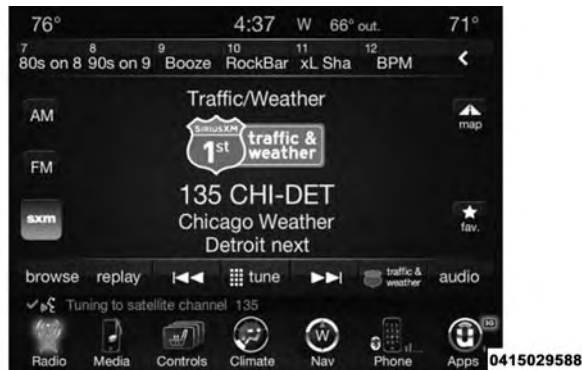 76° 4:37 W 66° out. 71°
7 8 9 10 11 12
80s on 8 90s on 9 Booze RockBar xL Sha BPM
Traffic/Weather
AM
map
SIRIUSXM
1st traffic & weather
FM
135 CHI-DET
sxm
Chicago Weather
fav.
Detroit next
browse replay tune traffic & weather audio
Tuning to satellite channel 135
3G
Radio Media Controls Climate Nav Phone Apps
0415029588